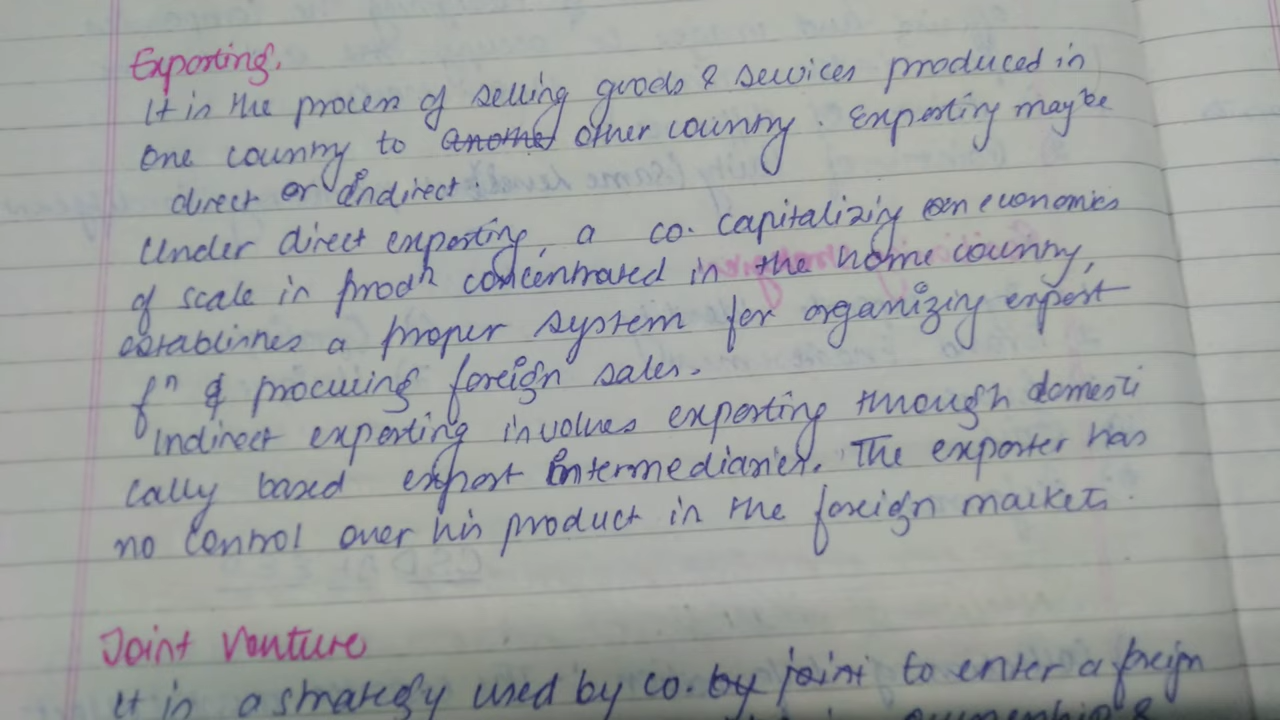 Exporting.
It is the process of selling goods & services produced in
one country to another other country. Exporting maybe
direct or indirect.
Under direct exporting, a co. capitalizing on economics
of scale in prodn concentrated in the home country,
establishes a proper system for organizing export
fn & procuring foreign sales.
Indirect exporting involves exporting through domesti
cally based export intermediaries. The exporter has
no control over his product in the foreign markets.
Joint Venture
It is a strategy used by co. by joint to enter a foreign